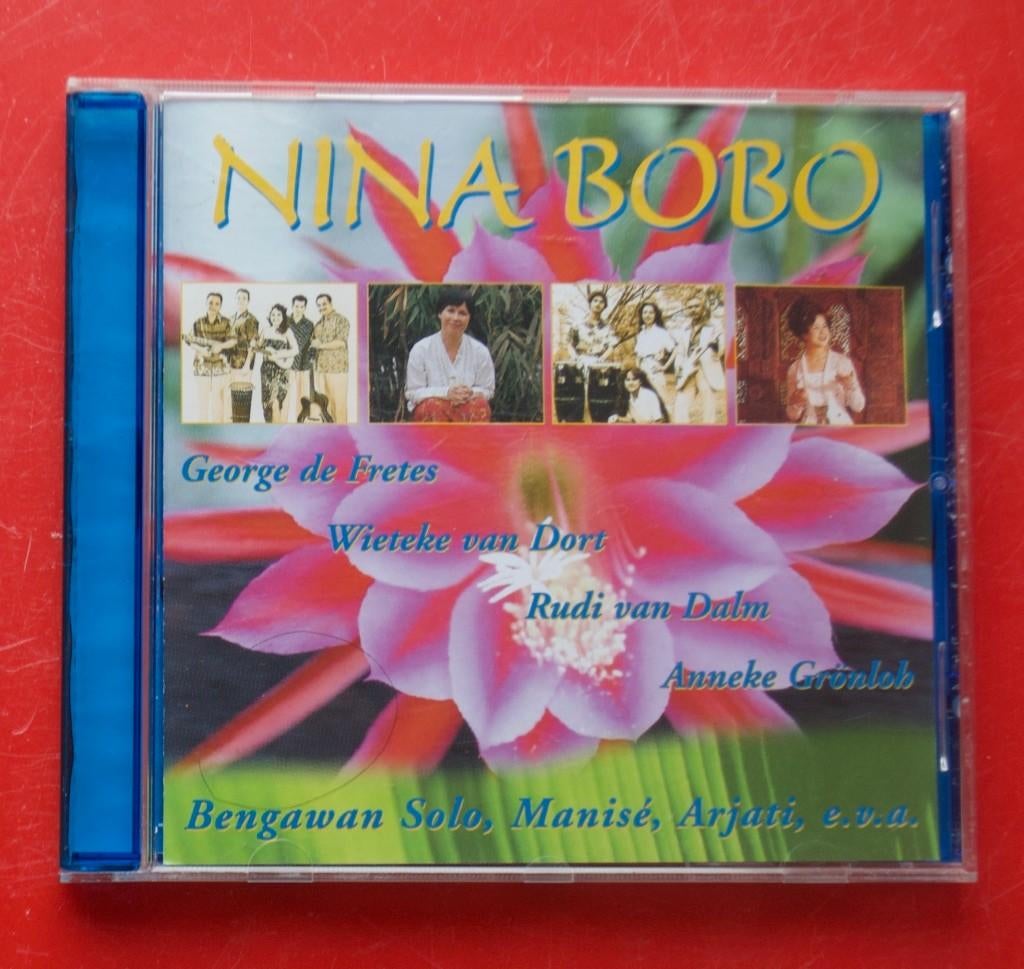 NINA BOBO
George de Fretes
Wieteke van Dort
Rudi van Dalm
Anneke Grönloh
Bengawan Solo, Manisé, Arjati, e.v.a.